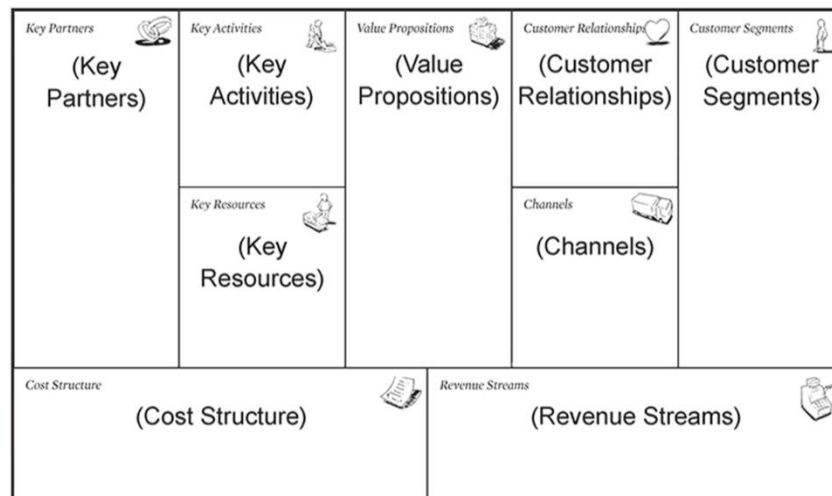 Key Partners
(Key
Partners)
Key Activities
(Key
Activities)
Key Resources
(Key
Resources)
Value Propositions
(Value
Propositions)
Customer Relationships
(Customer
Relationships)
Channels
(Channels)
Customer Segments
(Customer
Segments)
Cost Structure
(Cost Structure)
Revenue Streams
(Revenue Streams)